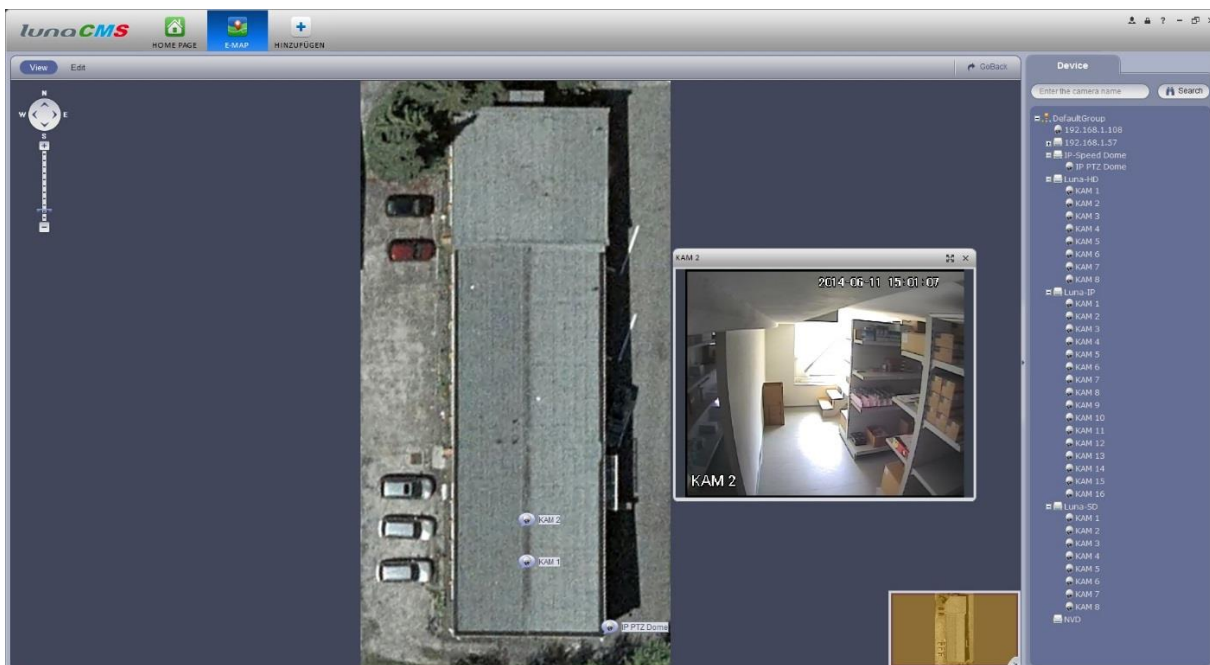 lunaCMS
HOME PAGE
E-MAP
HINZUFÜGEN
?
View
Edit
GoBack
Device
Enter the camera name
Search
N
W
E
S
DefaultGroup
192.168.1.108
192.168.1.57
IP-Speed Dome
IP PTZ Dome
Luna-HD
KAM 1
KAM 2
KAM 3
KAM 4
KAM 5
KAM 6
KAM 7
KAM 8
Luna-IP
KAM 1
KAM 2
KAM 3
KAM 4
KAM 5
KAM 6
KAM 7
KAM 8
KAM 9
KAM 10
KAM 11
KAM 12
KAM 13
KAM 14
KAM 15
KAM 16
Luna-SD
KAM 1
KAM 2
KAM 3
KAM 4
KAM 5
KAM 6
KAM 7
KAM 8
NVD
KAM 2
2014-06-11 15:01:07
KAM 2
KAM 2
KAM 1
IP PTZ Dome